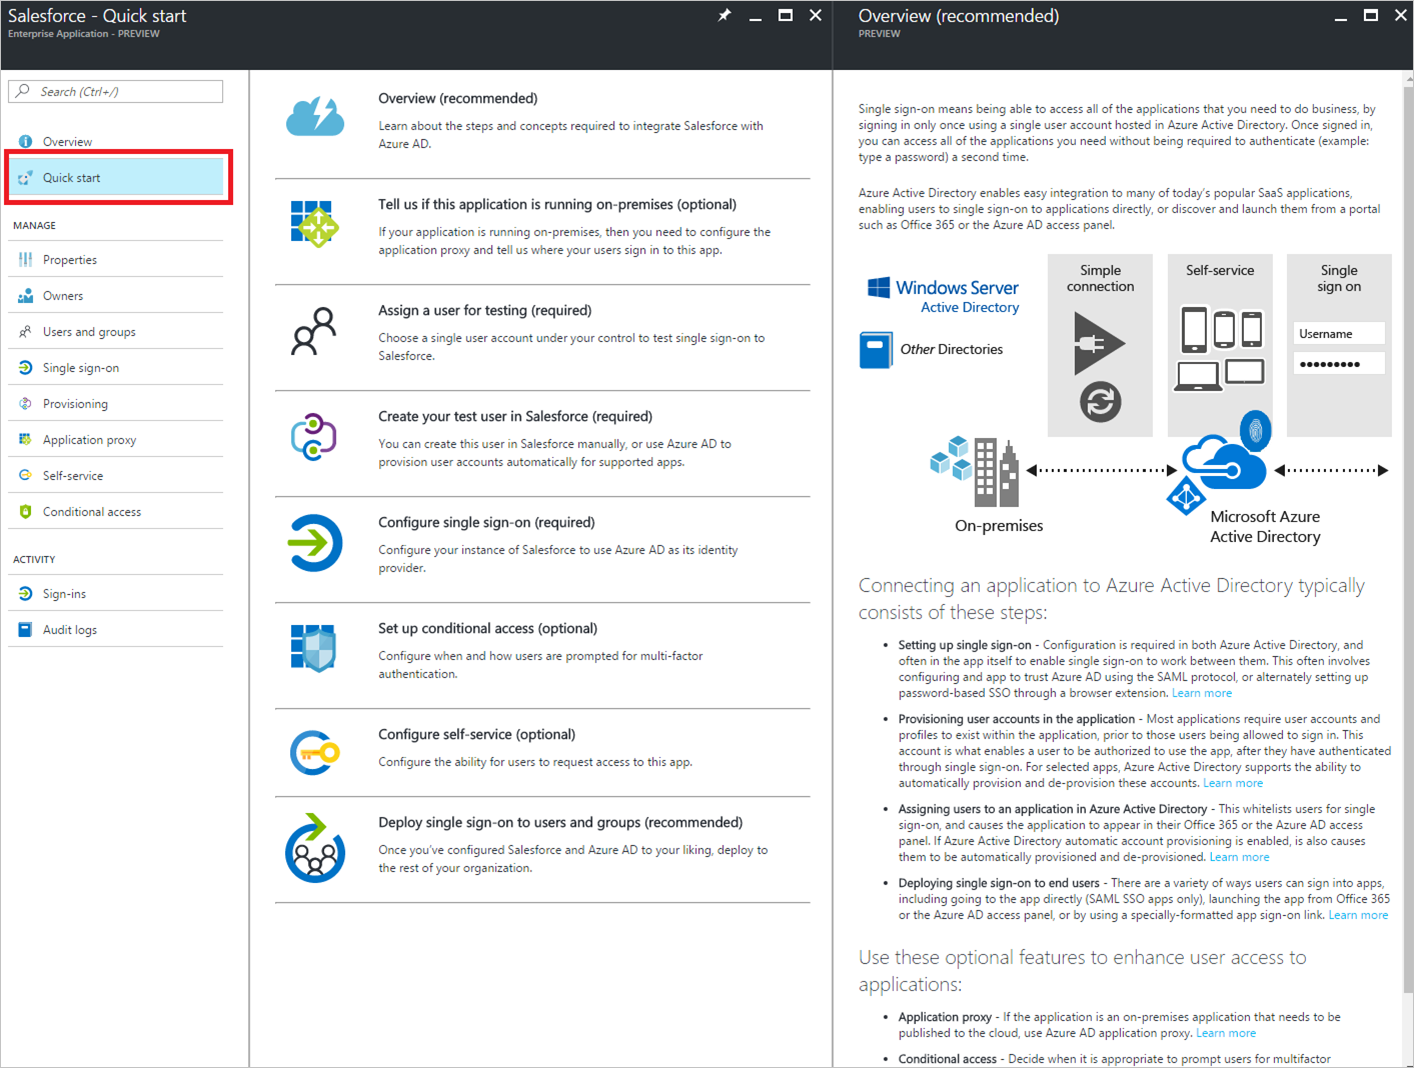 Salesforce - Quick start
Enterprise Application - PREVIEW
Search (Ctrl+/)
Overview
Quick start
MANAGE
Properties
Owners
Users and groups
Single sign-on
Provisioning
Application proxy
Self-service
Conditional access
ACTIVITY
Sign-ins
Audit logs
Overview (recommended)
Learn about the steps and concepts required to integrate Salesforce with
Azure AD.
Tell us if this application is running on-premises (optional)
If your application is running on-premises, then you need to configure the
application proxy and tell us where your users sign in to this app.
Assign a user for testing (required)
Choose a single user account under your control to test single sign-on to
Salesforce.
Create your test user in Salesforce (required)
You can create this user in Salesforce manually, or use Azure AD to
provision user accounts automatically for supported apps.
Configure single sign-on (required)
Configure your instance of Salesforce to use Azure AD as its identity
provider.
Set up conditional access (optional)
Configure when and how users are prompted for multi-factor
authentication.
Configure self-service (optional)
Configure the ability for users to request access to this app.
Deploy single sign-on to users and groups (recommended)
Once you've configured Salesforce and Azure AD to your liking, deploy to
the rest of your organization.
Overview (recommended)
PREVIEW
Single sign-on means being able to access all of the applications that you need to do business, by
signing in only once using a single user account hosted in Azure Active Directory. Once signed in,
you can access all of the applications you need without being required to authenticate (example:
type a password) a second time.
Azure Active Directory enables easy integration to many of today's popular SaaS applications,
enabling users to single sign-on to applications directly, or discover and launch them from a portal
such as Office 365 or the Azure AD access panel.
Windows Server
Active Directory
Other Directories
Simple
connection
Self-service
Single
sign on
Username
On-premises
Microsoft Azure
Active Directory
Connecting an application to Azure Active Directory typically
consists of these steps:
• Setting up single sign-on - Configuration is required in both Azure Active Directory, and
often in the app itself to enable single sign-on to work between them. This often involves
configuring and app to trust Azure AD using the SAML protocol, or alternately setting up
password-based SSO through a browser extension. Learn more
• Provisioning user accounts in the application - Most applications require user accounts and
profiles to exist within the application, prior to those users being allowed to sign in. This
account is what enables a user to be authorized to use the app, after they have authenticated
through single sign-on. For selected apps, Azure Active Directory supports the ability to
automatically provision and de-provision these accounts. Learn more
• Assigning users to an application in Azure Active Directory - This whitelists users for single
sign-on, and causes the application to appear in their Office 365 or the Azure AD access
panel. If Azure Active Directory automatic account provisioning is enabled, is also causes
them to be automatically provisioned and de-provisioned. Learn more
• Deploying single sign-on to end users - There are a variety of ways users can sign into apps,
including going to the app directly (SAML SSO apps only), launching the app from Office 365
or the Azure AD access panel, or by using a specially-formatted app sign-on link. Learn more
Use these optional features to enhance user access to
applications:
• Application proxy - If the application is an on-premises application that needs to be
published to the cloud, use Azure AD application proxy. Learn more
• Conditional access - Decide when it is appropriate to prompt users for multifactor